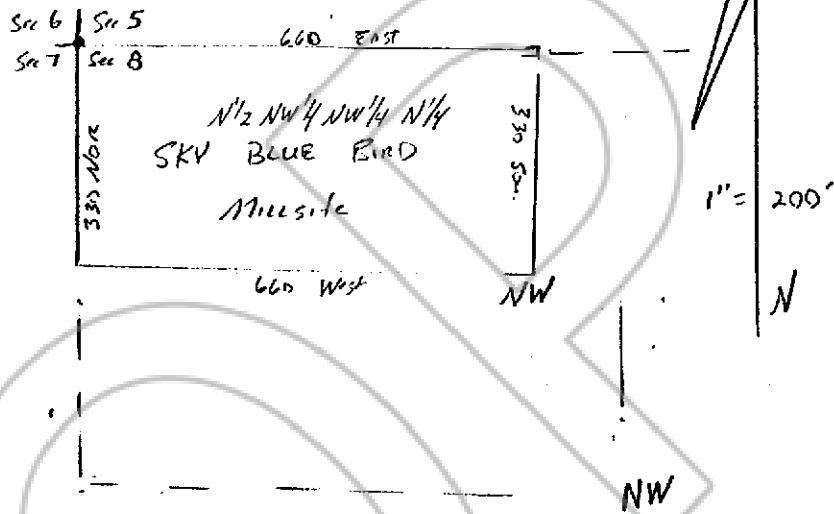 Sec 6 Sec 5
660 East
Sec 7 Sec 8
N1/2 NW1/4 NW1/4 N1/4
SKY BLUE BIRD
Millsite
330 Nor
330 So.
1" = 200'
660 West
NW
N
NW